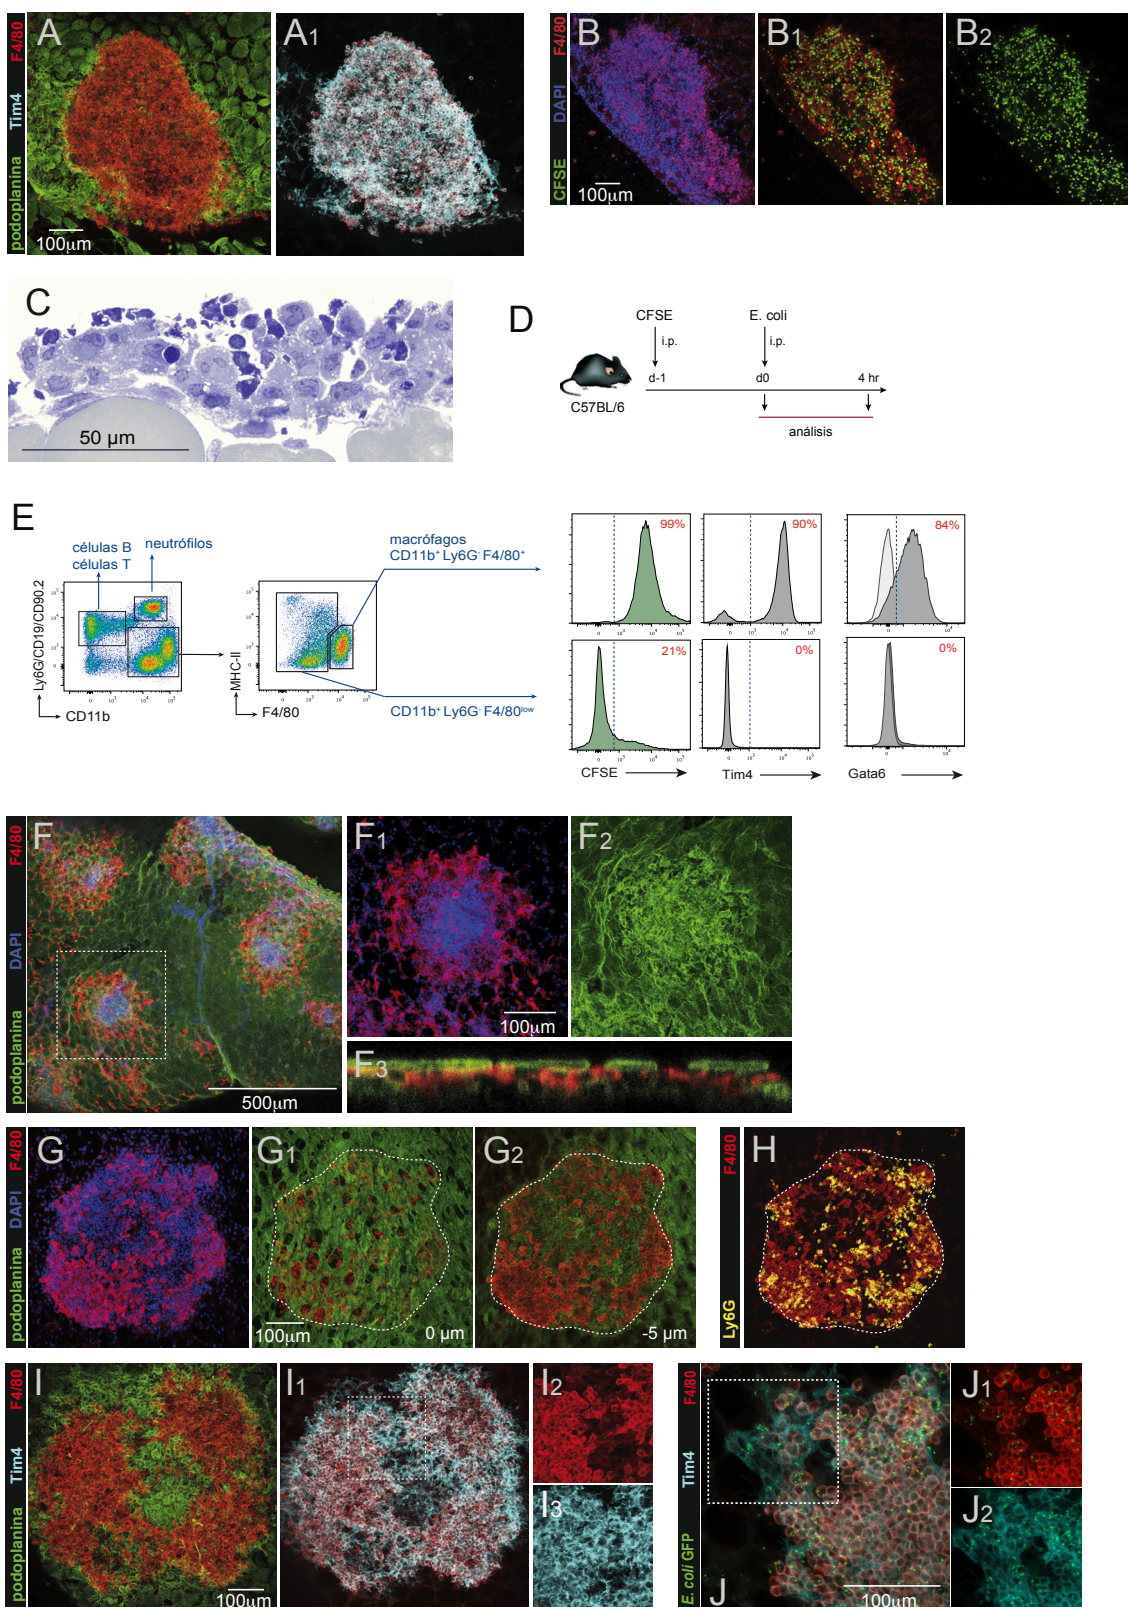 A
podoplanina Tim4 F4/80
100µm
A1
B
CFSE DAPI F4/80
100µm
B1
B2
C
50 µm
D
CFSE
E. coli
i.p.
i.p.
d-1
d0
4 hr
C57BL/6
análisis
E
células B
células T
neutrófilos
macrófagos
CD11b+ Ly6G- F4/80+
Ly6G/CD19/CD90.2
CD11b
MHC-II
F4/80
CD11b+ Ly6G- F4/80low
99%
90%
84%
21%
0%
0%
CFSE
Tim4
Gata6
F
podoplanina DAPI F4/80
500µm
F1
100µm
F2
F3
G
podoplanina DAPI F4/80
G1
100µm
0 µm
G2
-5 µm
H
Ly6G F4/80
I
podoplanina Tim4 F4/80
100µm
I1
I2
I3
J
E. coli GFP Tim4 F4/80
100µm
J1
J2